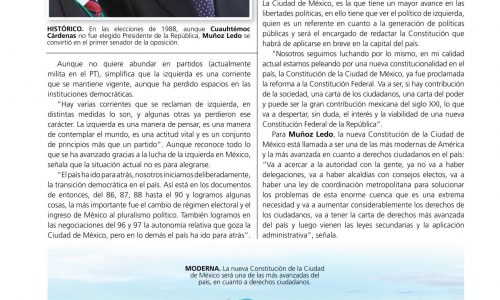 HISTÓRICO. En las elecciones de 1988, aunque Cuauhtémoc
Cárdenas no fue elegido Presidente de la República, Muñoz Ledo se
convirtió en el primer senador de la oposición.
Aunque no quiere abundar en partidos (actualmente
milita en el PT), simplifica que la izquierda es una corriente
que se mantiene vigente, aunque ha perdido espacios en las
instituciones democráticas.
"Hay varias corrientes que se reclaman de izquierda, en
distintas medidas lo son, y algunas otras ya perdieron ese
carácter. La izquierda es una manera de pensar, es una manera
de contemplar el mundo, es una actitud vital y es un conjunto
de principios más que un partido". Aunque reconoce todo lo
que se ha avanzado gracias a la lucha de la izquierda en México,
señala que la situación actual no es para alegrarse.
"El país ha ido para atrás, nosotros iniciamos deliberadamente,
la transición democrática en el país. Así está en los documentos
de entonces, del 86, 87, 88 hasta el 90 y logramos algunas
cosas, la más importante fue el cambio de régimen electoral y el
ingreso de México al pluralismo político. También logramos en
las negociaciones del 96 y 97 la autonomía relativa que goza la
Ciudad de México, pero en lo demás el país ha ido para atrás".
La Ciudad de México, es la que tiene un mayor avance en las
libertades políticas, en ello tiene que ver el político de izquierda,
quien es un referente en cuanto a la generación de políticas
públicas y será el encargado de redactar la Constitución que
habrá de aplicarse en breve en la capital del país.
"Nosotros seguimos luchando por lo mismo, en mi calidad
actual estamos peleando por una nueva constitucionalidad en el
país, la Constitución de la Ciudad de México, ya fue proclamada
la reforma a la Constitución Federal. Va a ser, si hay contribución
de la sociedad, una carta de los ciudadanos, una carta del poder
y puede ser la gran contribución mexicana del siglo XXI, lo que
va a despertar, sin duda, el interés y la viabilidad de una nueva
Constitución Federal de la República".
Para Muñoz Ledo, la nueva Constitución de la Ciudad de
México está llamada a ser una de las más modernas de América
y la más avanzada en cuanto a derechos ciudadanos en el país:
"Va a acercar a la autoridad con la gente, ya no va a haber
delegaciones, va a haber alcaldías con consejos electos, va a
haber una ley de coordinación metropolitana para solucionar
los problemas de esta enorme cuenca que es una extrema
necesidad y va a aumentar considerablemente los derechos de
los ciudadanos, va a tener la carta de derechos más avanzada
del país y luego vienen las leyes secundarias y la aplicación
administrativa", señala.
MODERNA. La nueva Constitución de la Ciudad
de México será una de las más avanzadas del
país, en cuanto a derechos ciudadanos.